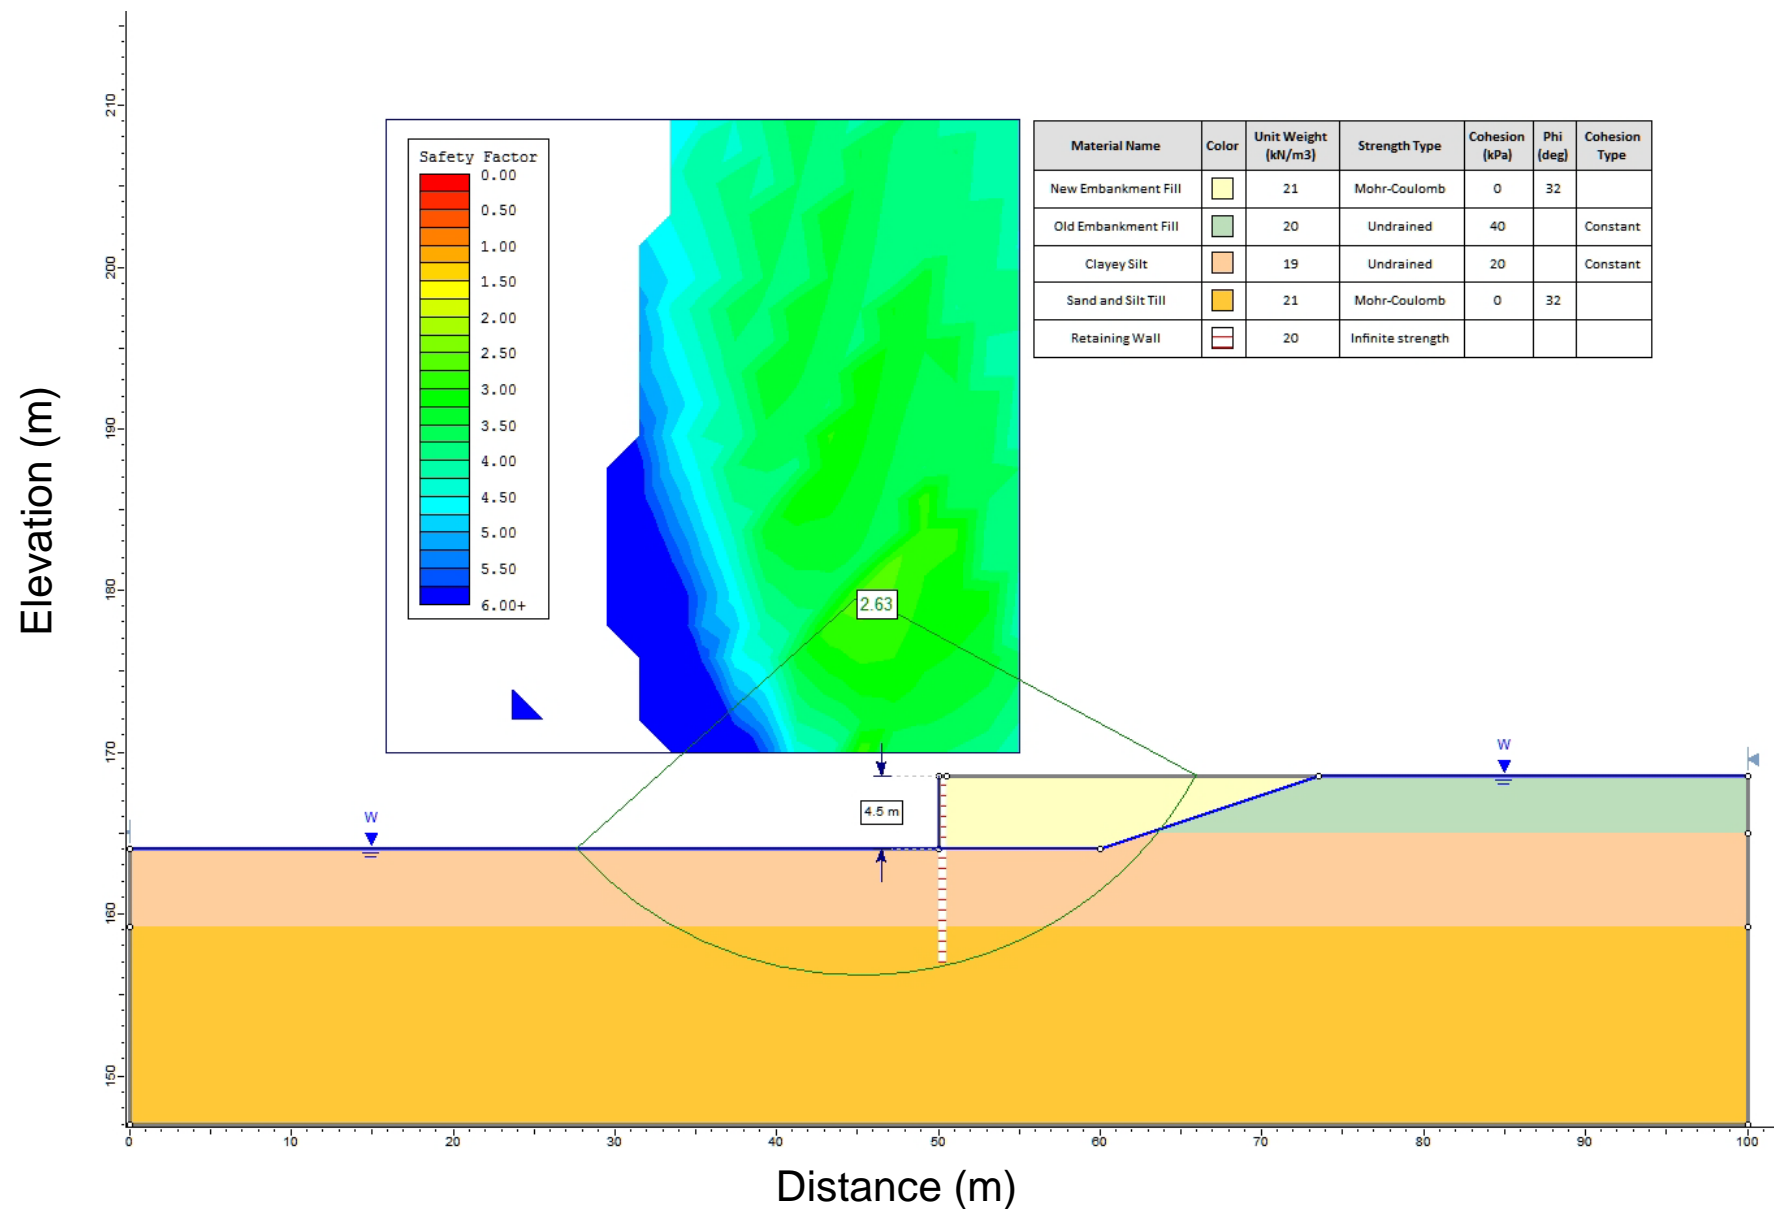 Safety Factor
0.00
0.50
1.00
1.50
2.00
2.50
3.00
3.50
4.00
4.50
5.00
5.50
6.00+
Material Name Color Unit Weight (kN/m3) Strength Type Cohesion (kPa) Phi (deg) Cohesion Type
New Embankment Fill 21 Mohr-Coulomb 0 32
Old Embankment Fill 20 Undrained 40 Constant
Clayey Silt 19 Undrained 20 Constant
Sand and Silt Till 21 Mohr-Coulomb 0 32
Retaining Wall 20 Infinite strength
2.63
4.5 m
W
W
Elevation (m)
210
200
190
180
170
160
150
0 10 20 30 40 50 60 70 80 90 100
Distance (m)